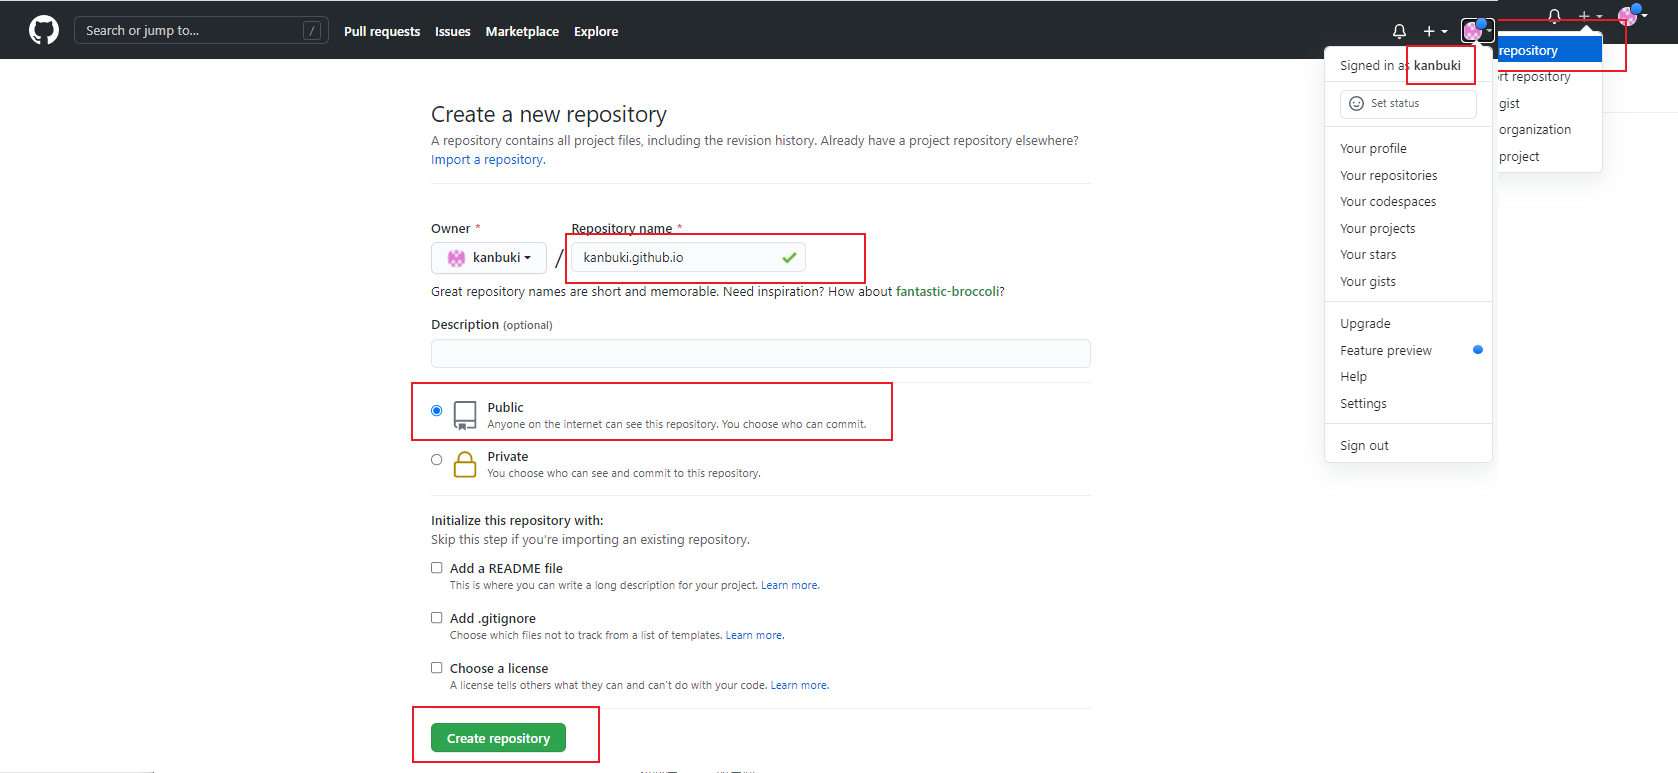 Search or jump to...
/
Pull requests
Issues
Marketplace
Explore
Signed in as kanbuki
Set status
Your profile
Your repositories
Your codespaces
Your projects
Your stars
Your gists
Upgrade
Feature preview
Help
Settings
Sign out
repository
rt repository
gist
organization
project
Create a new repository
A repository contains all project files, including the revision history. Already have a project repository elsewhere?
Import a repository.
Owner *
Repository name *
kanbuki
/
kanbuki.github.io
Great repository names are short and memorable. Need inspiration? How about fantastic-broccoli?
Description (optional)
Public
Anyone on the internet can see this repository. You choose who can commit.
Private
You choose who can see and commit to this repository.
Initialize this repository with:
Skip this step if you're importing an existing repository.
Add a README file
This is where you can write a long description for your project. Learn more.
Add .gitignore
Choose which files not to track from a list of templates. Learn more.
Choose a license
A license tells others what they can and can't do with your code. Learn more.
Create repository